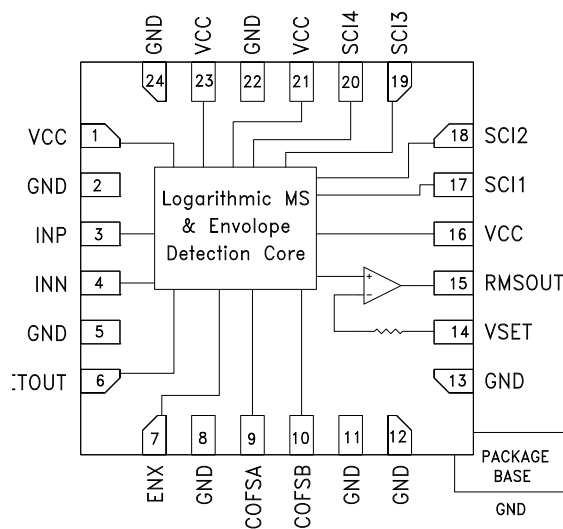 GND
VCC
GND
VCC
SCI4
SCI3
24
23
22
21
20
19
VCC
1
18
SCI2
GND
2
17
SCI1
INP
3
16
VCC
INN
4
15
RMSOUT
GND
5
14
VSET
TOUT
6
13
GND
Logarithmic MS
& Envolope
Detection Core
+
–
7
8
9
10
11
12
ENX
GND
COFSA
COFSB
GND
GND
PACKAGE
BASE
GND